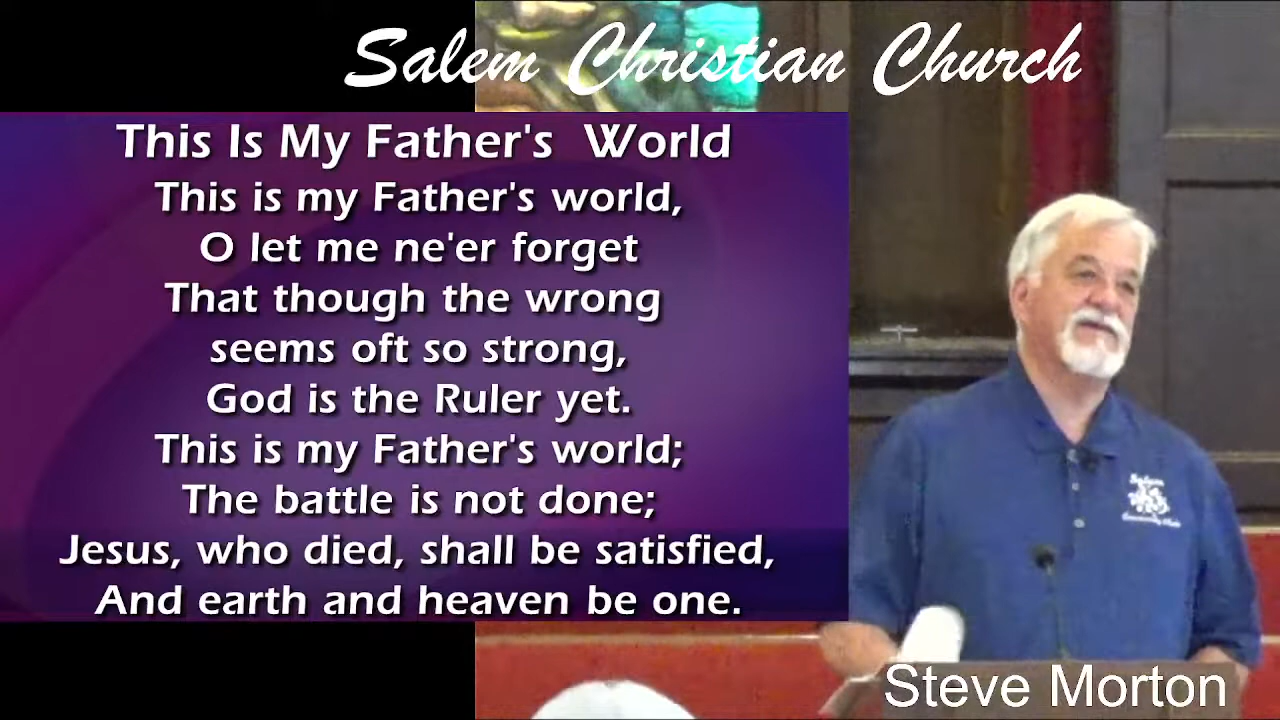 Salem Christian Church
This Is My Father's World
This is my Father's world,
O let me ne'er forget
That though the wrong
seems oft so strong,
God is the Ruler yet.
This is my Father's world;
The battle is not done;
Jesus, who died, shall be satisfied,
And earth and heaven be one.
Salem
Steve Morton